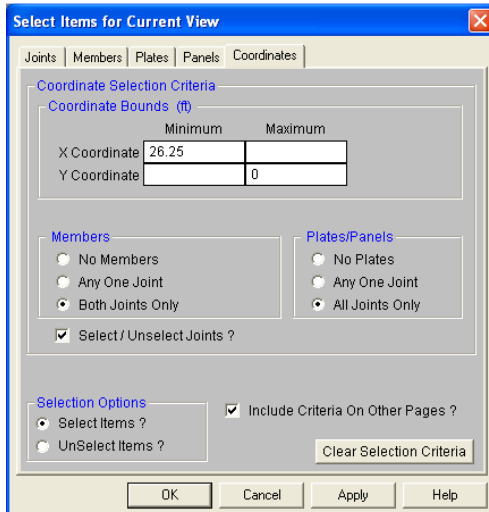 Select Items for Current View
Joints Members Plates Panels Coordinates
Coordinate Selection Criteria
Coordinate Bounds (ft)
Minimum Maximum
X Coordinate 26.25
Y Coordinate 0
Members Plates/Panels
No Members No Plates
Any One Joint Any One Joint
Both Joints Only All Joints Only
Select / Unselect Joints ?
Selection Options
Select Items ? Include Criteria On Other Pages ?
UnSelect Items ? Clear Selection Criteria
OK Cancel Apply Help